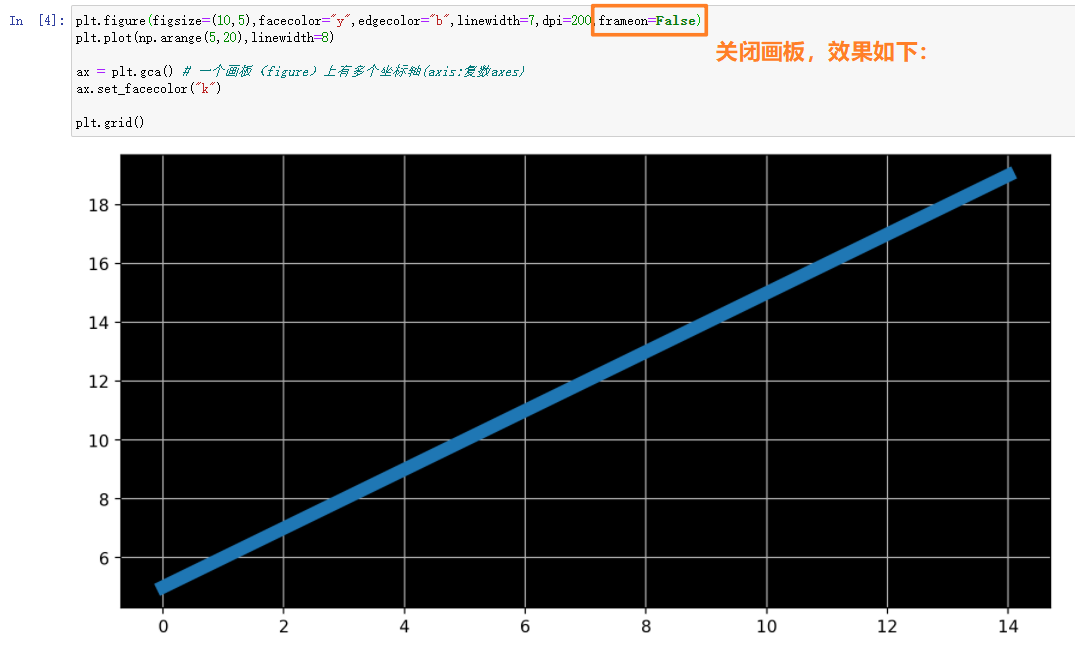 In [4]: plt.figure(figsize=(10,5),facecolor="y",edgecolor="b",linewidth=7,dpi=200,frameon=False)
plt.plot(np.arange(5,20),linewidth=8)
关闭画板，效果如下：
ax = plt.gca() # 一个画板（figure）上有多个坐标轴(axis:复数axes)
ax.set_facecolor("k")
plt.grid()
18
16
14
12
10
8
6
0 2 4 6 8 10 12 14